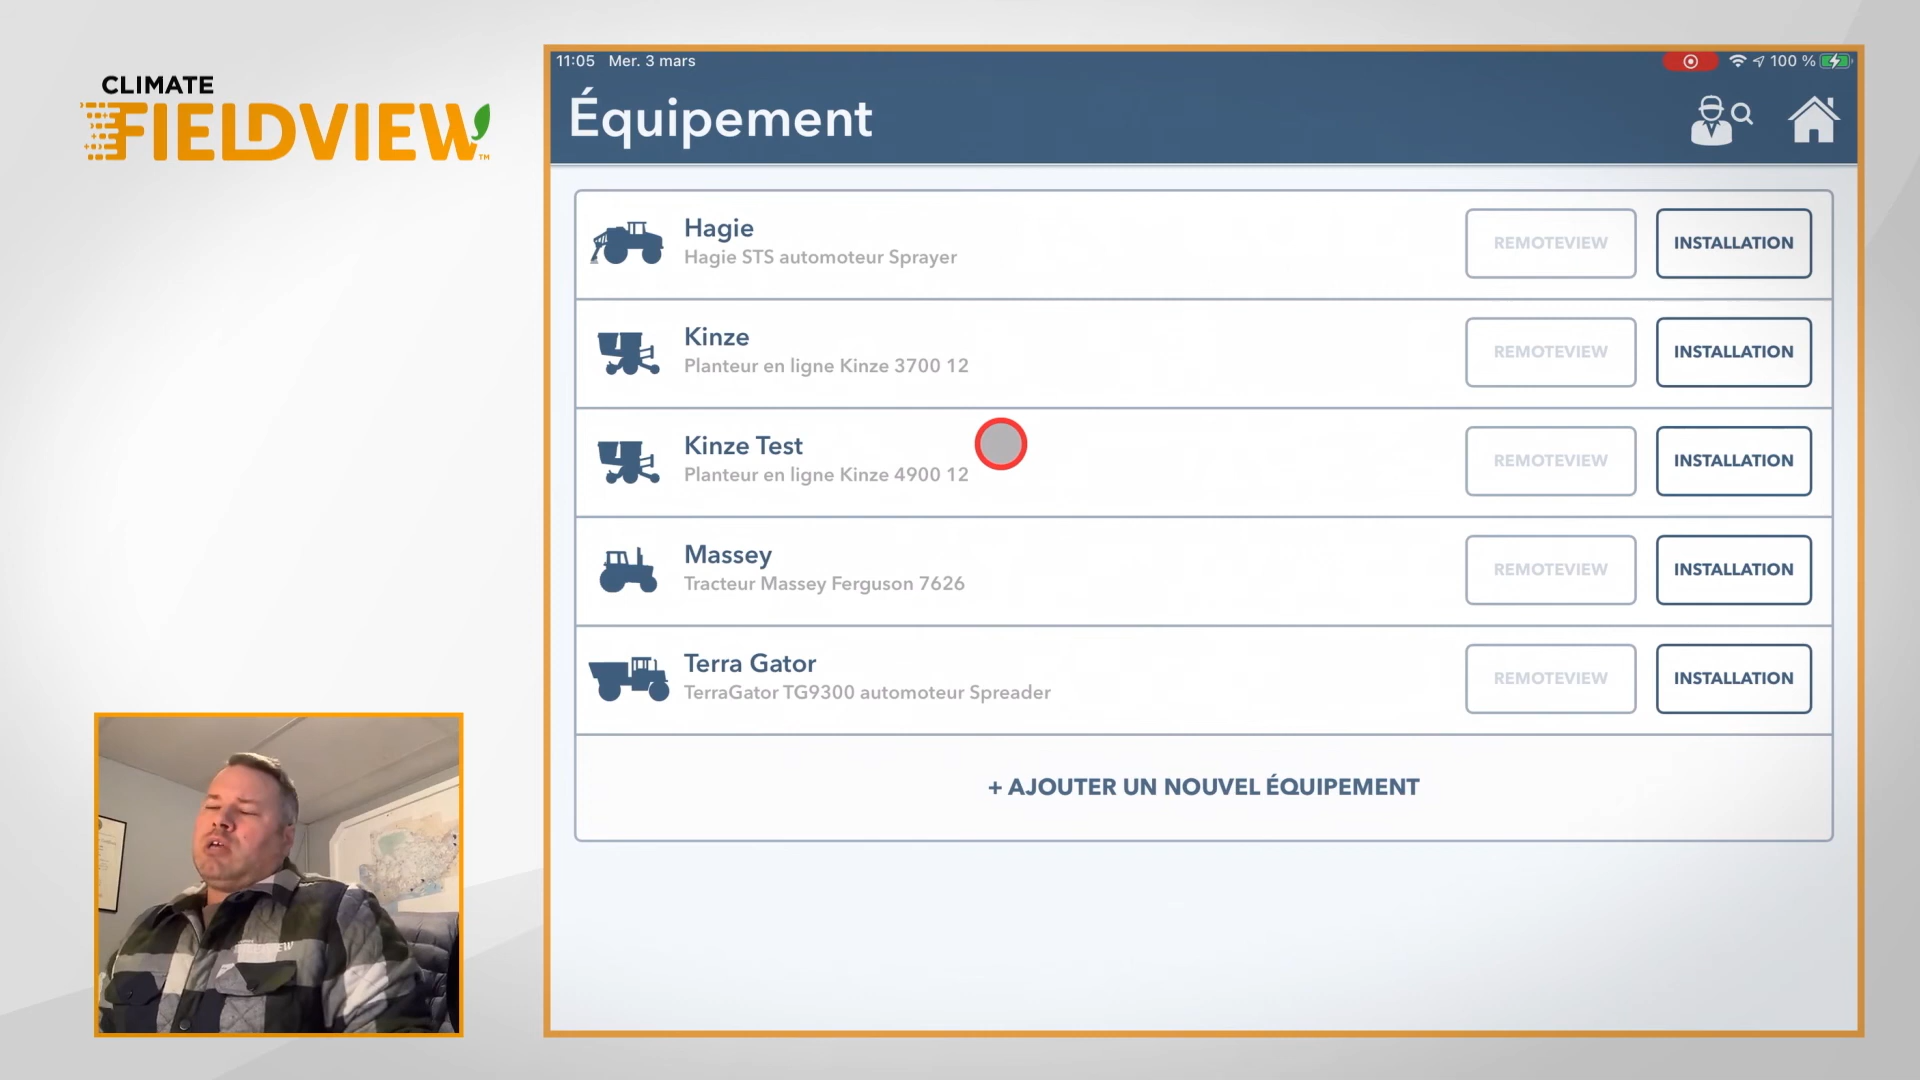 CLIMATE
FIELDVIEW™
11:05 Mer. 3 mars
100 %
Équipement
Hagie
Hagie STS automoteur Sprayer
REMOTEVIEW
INSTALLATION
Kinze
Planteur en ligne Kinze 3700 12
REMOTEVIEW
INSTALLATION
Kinze Test
Planteur en ligne Kinze 4900 12
REMOTEVIEW
INSTALLATION
Massey
Tracteur Massey Ferguson 7626
REMOTEVIEW
INSTALLATION
Terra Gator
TerraGator TG9300 automoteur Spreader
REMOTEVIEW
INSTALLATION
+ AJOUTER UN NOUVEL ÉQUIPEMENT